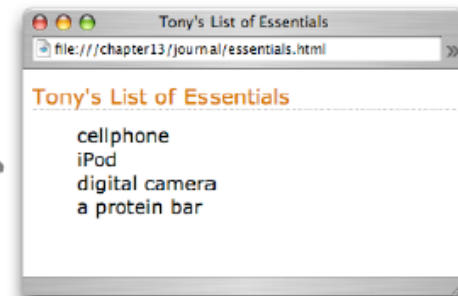 Tony's List of Essentials
file:///chapter13/journal/essentials.html
Tony's List of Essentials
cellphone
iPod
digital camera
a protein bar